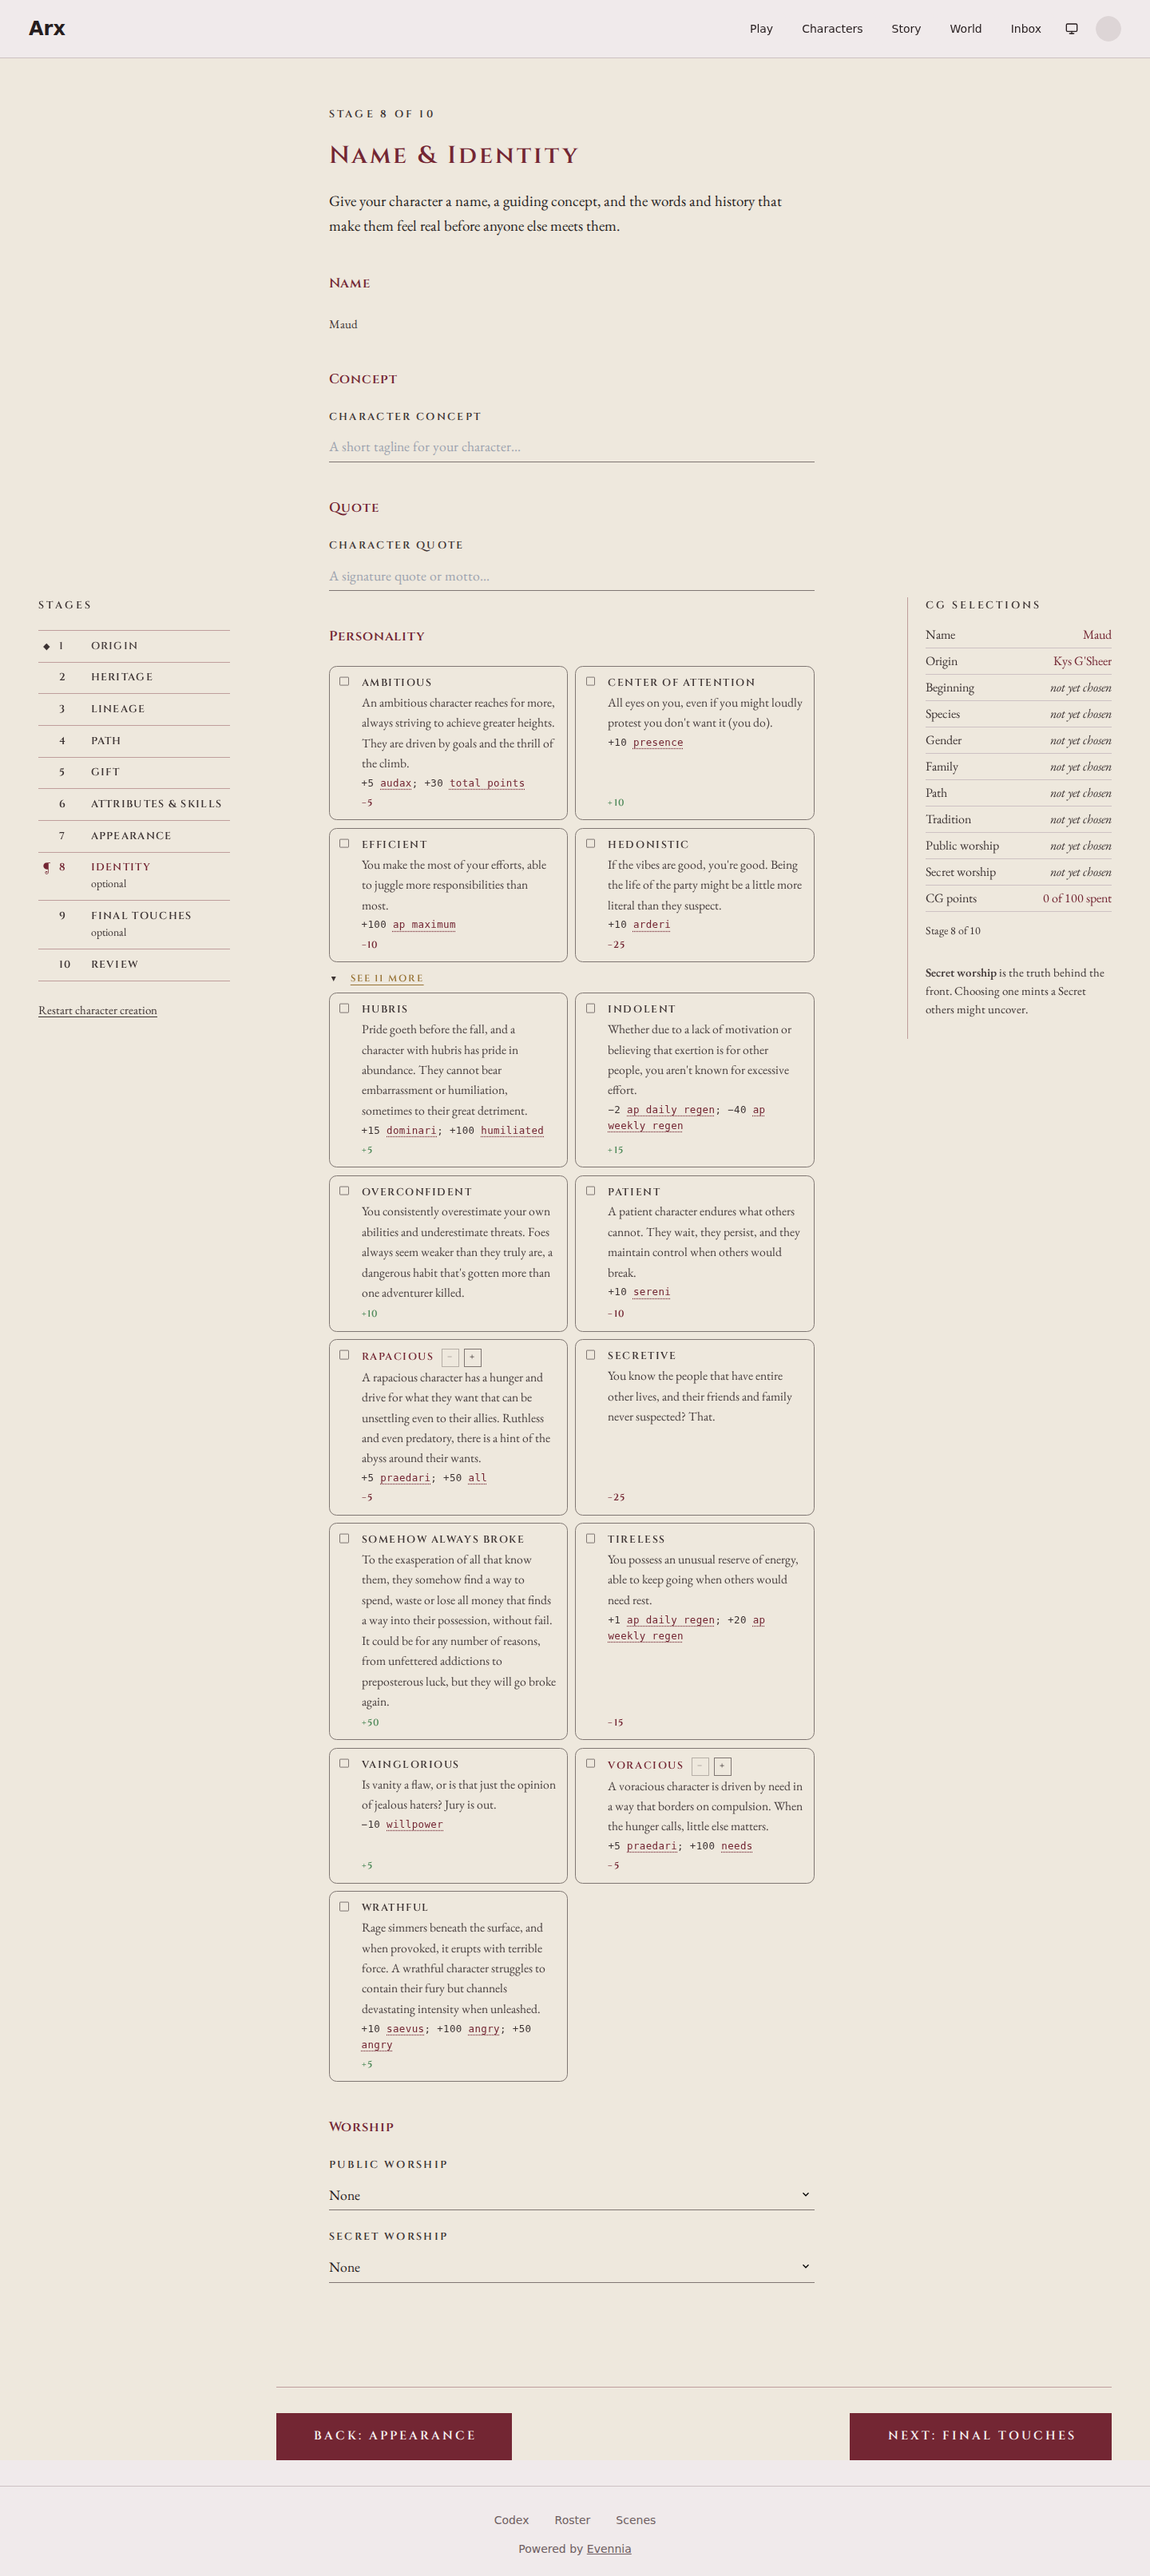 Arx
Play Characters Story World Inbox
STAGE 8 OF 10
Name & Identity
Give your character a name, a guiding concept, and the words and history that
make them feel real before anyone else meets them.
Name
Maud
Concept
CHARACTER CONCEPT
A short tagline for your character...
Quote
CHARACTER QUOTE
A signature quote or motto...
STAGES
◆ 1 ORIGIN
2 HERITAGE
3 LINEAGE
4 PATH
5 GIFT
6 ATTRIBUTES & SKILLS
7 APPEARANCE
¶ 8 IDENTITY
optional
9 FINAL TOUCHES
optional
10 REVIEW
Restart character creation
Personality
AMBITIOUS
An ambitious character reaches for more,
always striving to achieve greater heights.
They are driven by goals and the thrill of
the climb.
+5 audax; +30 total points
−5
CENTER OF ATTENTION
All eyes on you, even if you might loudly
protest you don't want it (you do).
+10 presence
+10
EFFICIENT
You make the most of your efforts, able
to juggle more responsibilities than
most.
+100 ap maximum
−10
HEDONISTIC
If the vibes are good, you're good. Being
the life of the party might be a little more
literal than they suspect.
+10 arderi
−25
▼ SEE 11 MORE
HUBRIS
Pride goeth before the fall, and a
character with hubris has pride in
abundance. They cannot bear
embarrassment or humiliation,
sometimes to their great detriment.
+15 dominari; +100 humiliated
+5
INDOLENT
Whether due to a lack of motivation or
believing that exertion is for other
people, you aren't known for excessive
effort.
−2 ap daily regen; −40 ap
weekly regen
+15
OVERCONFIDENT
You consistently overestimate your own
abilities and underestimate threats. Foes
always seem weaker than they truly are, a
dangerous habit that's gotten more than
one adventurer killed.
+10
PATIENT
A patient character endures what others
cannot. They wait, they persist, and they
maintain control when others would
break.
+10 sereni
−10
RAPACIOUS − +
A rapacious character has a hunger and
drive for what they want that can be
unsettling even to their allies. Ruthless
and even predatory, there is a hint of the
abyss around their wants.
+5 praedari; +50 all
−5
SECRETIVE
You know the people that have entire
other lives, and their friends and family
never suspected? That.
−25
SOMEHOW ALWAYS BROKE
To the exasperation of all that know
them, they somehow find a way to
spend, waste or lose all money that finds
a way into their possession, without fail.
It could be for any number of reasons,
from unfettered addictions to
preposterous luck, but they will go broke
again.
+50
TIRELESS
You possess an unusual reserve of energy,
able to keep going when others would
need rest.
+1 ap daily regen; +20 ap
weekly regen
−15
VAINGLORIOUS
Is vanity a flaw, or is that just the opinion
of jealous haters? Jury is out.
−10 willpower
+5
VORACIOUS − +
A voracious character is driven by need in
a way that borders on compulsion. When
the hunger calls, little else matters.
+5 praedari; +100 needs
−5
WRATHFUL
Rage simmers beneath the surface, and
when provoked, it erupts with terrible
force. A wrathful character struggles to
contain their fury but channels
devastating intensity when unleashed.
+10 saevus; +100 angry; +50
angry
+5
Worship
PUBLIC WORSHIP
None
SECRET WORSHIP
None
CG SELECTIONS
Name Maud
Origin Kys G'Sheer
Beginning not yet chosen
Species not yet chosen
Gender not yet chosen
Family not yet chosen
Path not yet chosen
Tradition not yet chosen
Public worship not yet chosen
Secret worship not yet chosen
CG points 0 of 100 spent
Stage 8 of 10
Secret worship is the truth behind the
front. Choosing one mints a Secret
others might uncover.
BACK: APPEARANCE
NEXT: FINAL TOUCHES
Codex Roster Scenes
Powered by Evennia